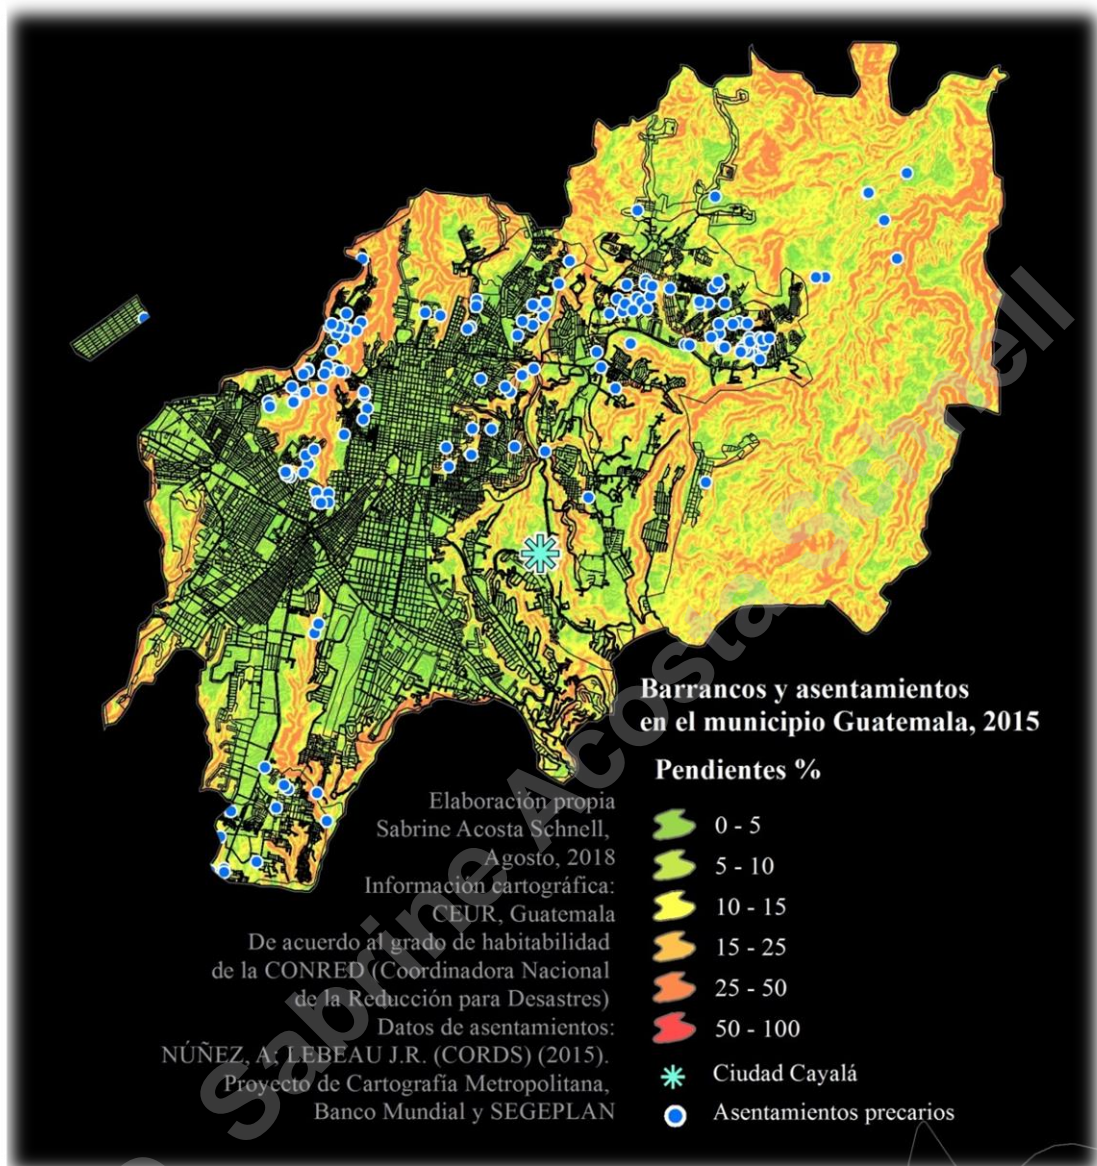 Barrancos y asentamientos
en el municipio Guatemala, 2015
Pendientes %
0 - 5
5 - 10
10 - 15
15 - 25
25 - 50
50 - 100
Ciudad Cayalá
Asentamientos precarios
Elaboración propia
Sabrine Acosta Schnell,
Agosto, 2018
Información cartográfica:
CEUR, Guatemala
De acuerdo al grado de habitabilidad
de la CONRED (Coordinadora Nacional
de la Reducción para Desastres)
Datos de asentamientos:
NÚÑEZ, A; LEBEAU J.R. (CORDS) (2015).
Proyecto de Cartografía Metropolitana,
Banco Mundial y SEGEPLAN
Sabrine Acosta Schnell